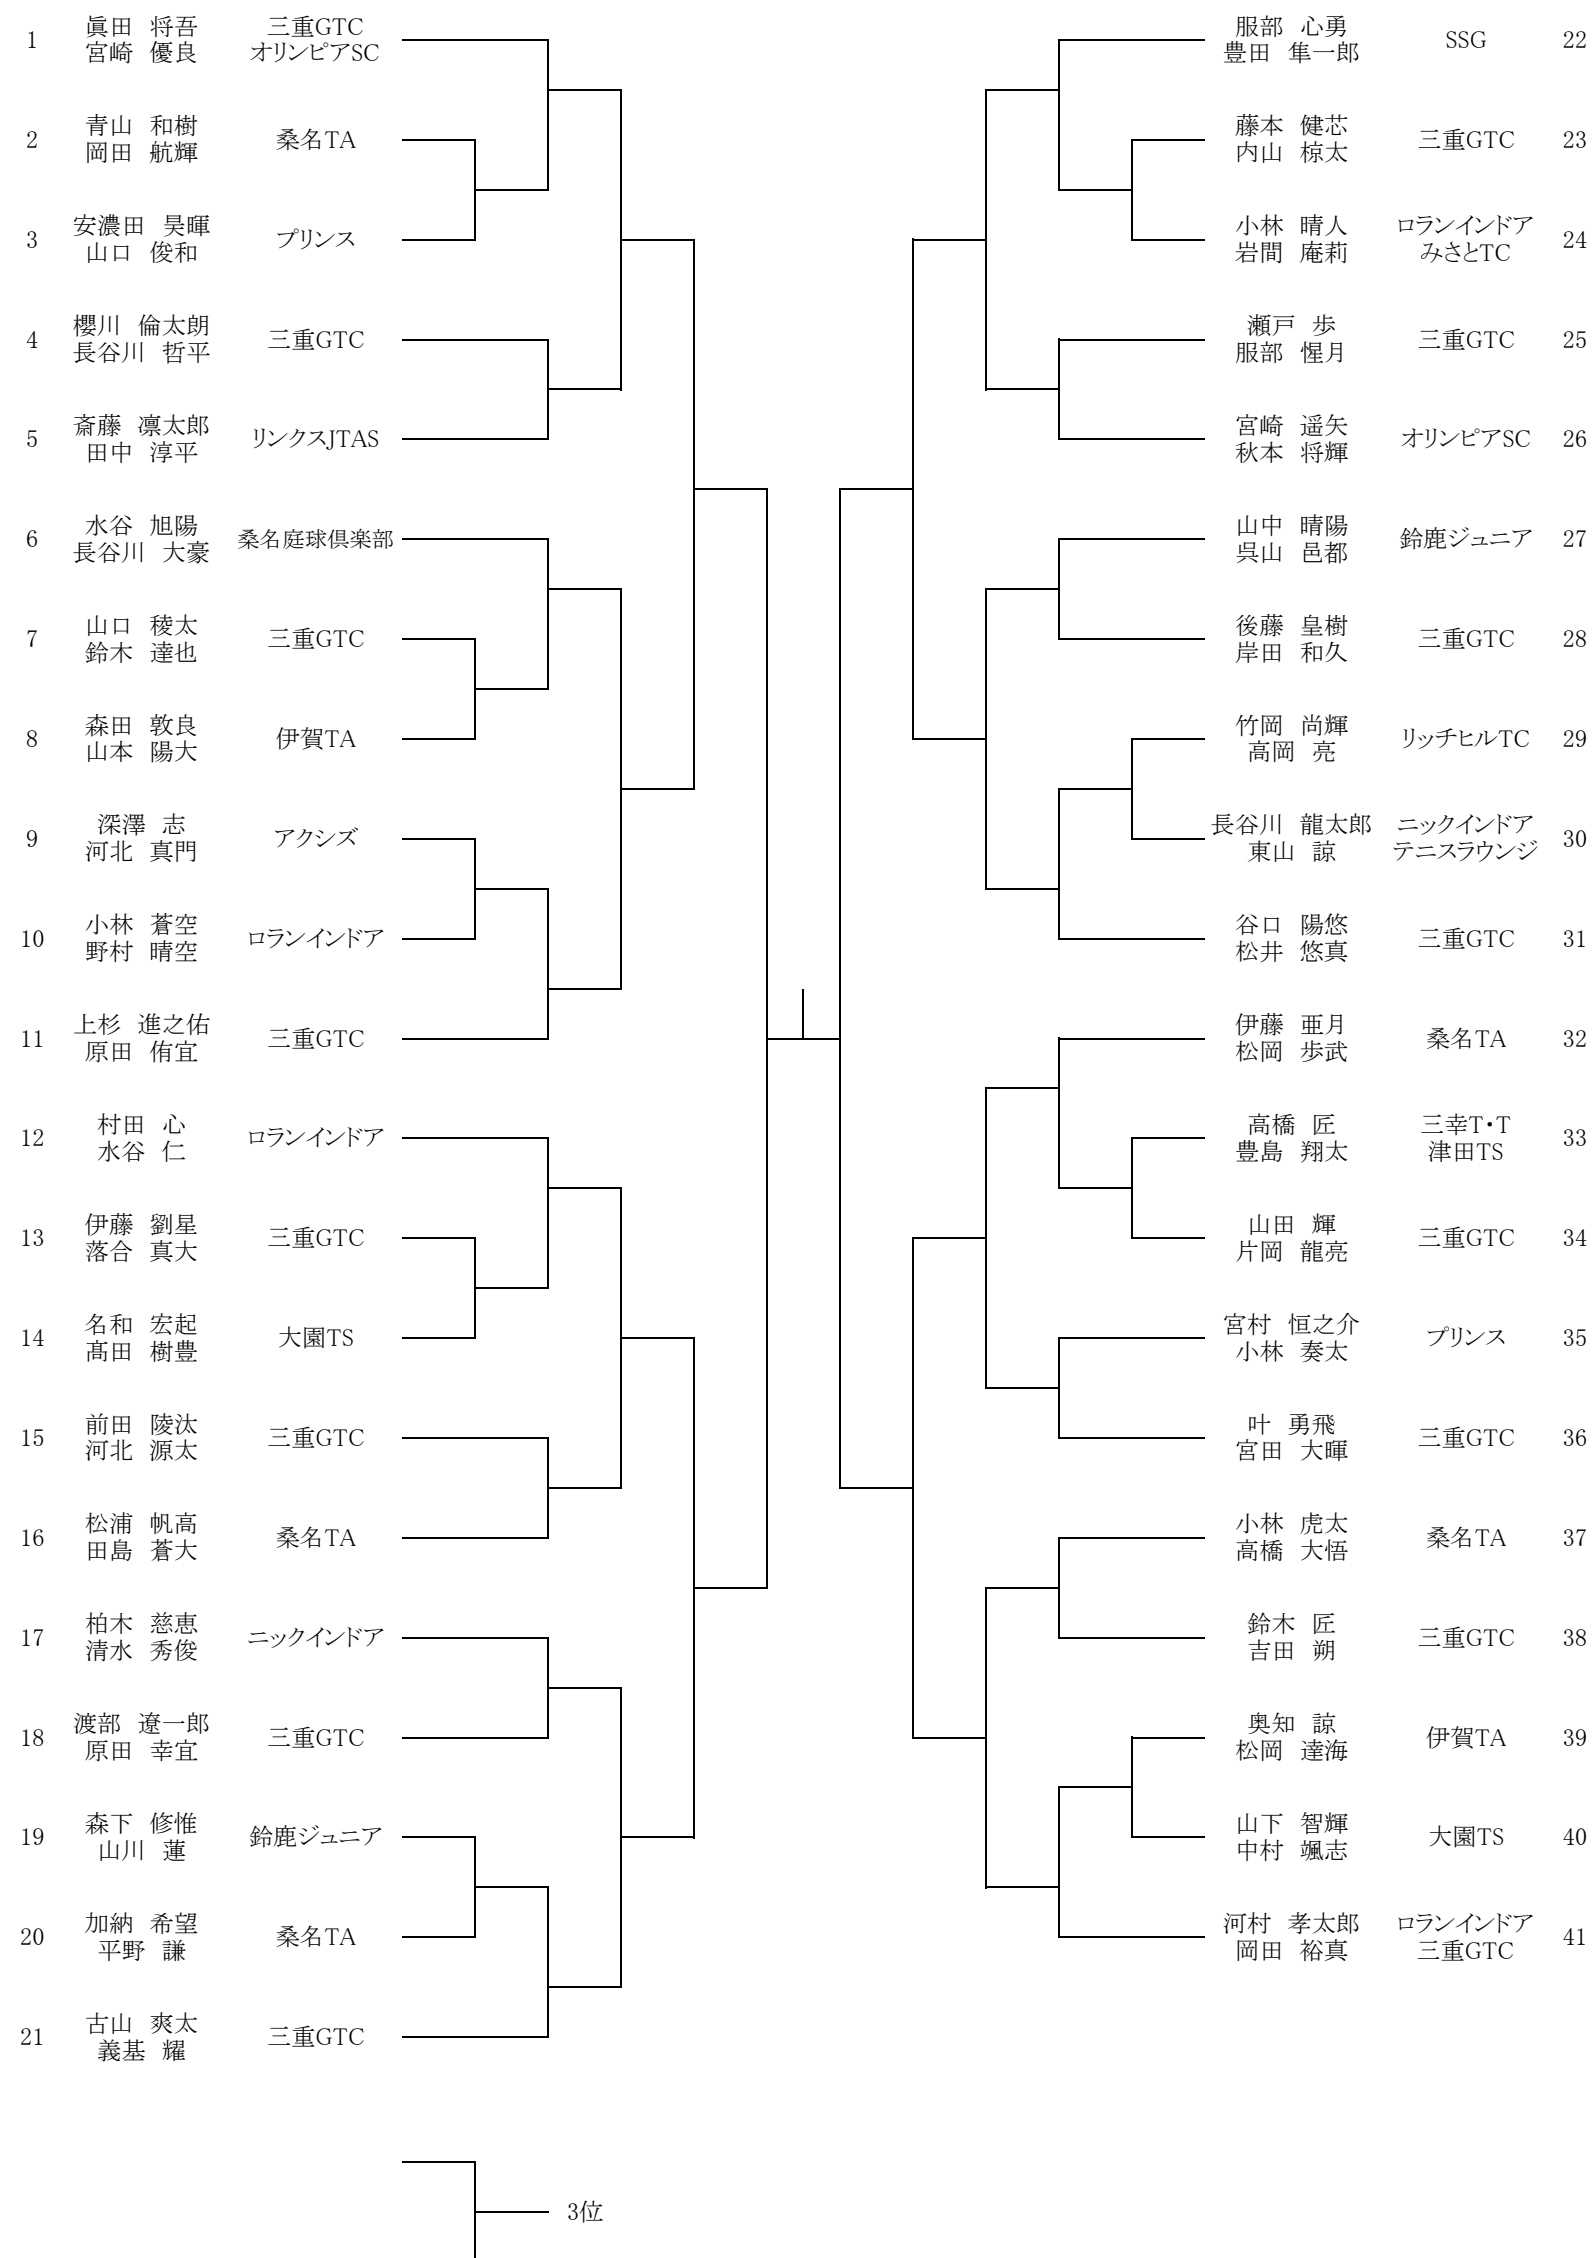 1 眞田 将吾 三重GTC
宮崎 優良 オリンピアSC
2 青山 和樹 桑名TA
岡田 航輝
3 安濃田 昊暉 プリンス
山口 俊和
4 櫻川 倫太朗 三重GTC
長谷川 哲平
5 斎藤 凛太郎 リンクスJTAS
田中 淳平
6 水谷 旭陽 桑名庭球倶楽部
長谷川 大豪
7 山口 稜太 三重GTC
鈴木 達也
8 森田 敦良 伊賀TA
山本 陽大
9 深澤 志 アクシズ
河北 真門
10 小林 蒼空 ロランインドア
野村 晴空
11 上杉 進之佑 三重GTC
原田 侑宜
12 村田 心 ロランインドア
水谷 仁
13 伊藤 劉星 三重GTC
落合 真大
14 名和 宏起 大園TS
髙田 樹豊
15 前田 陵汰 三重GTC
河北 源太
16 松浦 帆高 桑名TA
田島 蒼大
17 柏木 慈恵 ニックインドア
清水 秀俊
18 渡部 遼一郎 三重GTC
原田 幸宜
19 森下 修惟 鈴鹿ジュニア
山川 蓮
20 加納 希望 桑名TA
平野 謙
21 古山 爽太 三重GTC
義基 耀
服部 心勇 SSG 22
豊田 隼一郎
藤本 健芯 三重GTC 23
内山 椋太
小林 晴人 ロランインドア 24
岩間 庵莉 みさとTC
瀬戸 歩 三重GTC 25
服部 惺月
宮崎 遥矢 オリンピアSC 26
秋本 将輝
山中 晴陽 鈴鹿ジュニア 27
呉山 邑都
後藤 皇樹 三重GTC 28
岸田 和久
竹岡 尚輝 リッチヒルTC 29
高岡 亮
長谷川 龍太郎 ニックインドア 30
東山 諒 テニスラウンジ
谷口 陽悠 三重GTC 31
松井 悠真
伊藤 亜月 桑名TA 32
松岡 歩武
高橋 匠 三幸T・T 33
豊島 翔太 津田TS
山田 輝 三重GTC 34
片岡 龍亮
宮村 恒之介 プリンス 35
小林 奏太
叶 勇飛 三重GTC 36
宮田 大暉
小林 虎太 桑名TA 37
高橋 大悟
鈴木 匠 三重GTC 38
吉田 朔
奥知 諒 伊賀TA 39
松岡 達海
山下 智輝 大園TS 40
中村 颯志
河村 孝太郎 ロランインドア 41
岡田 裕真 三重GTC
3位